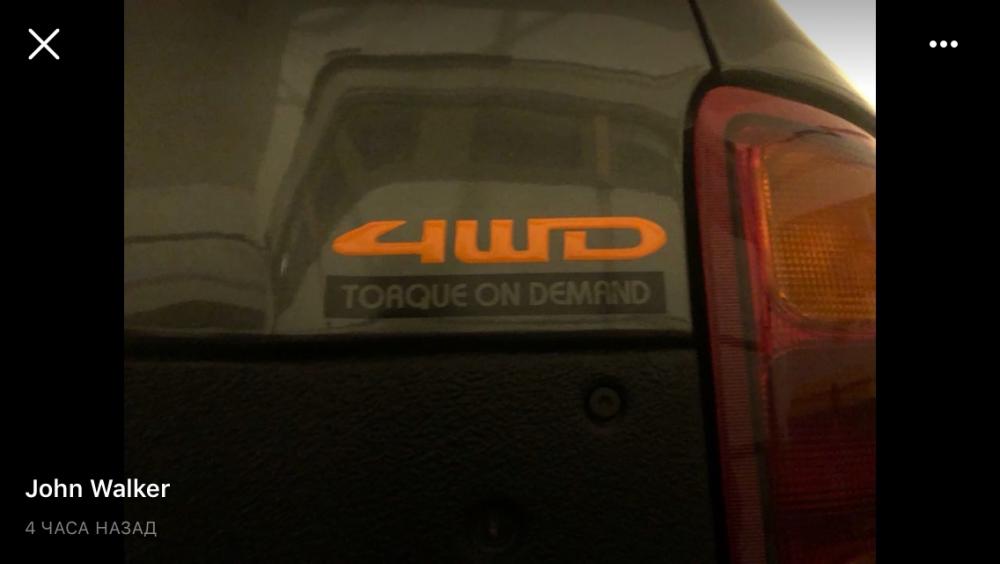 4WD
TORQUE ON DEMAND
John Walker
4 ЧАСА НАЗАД